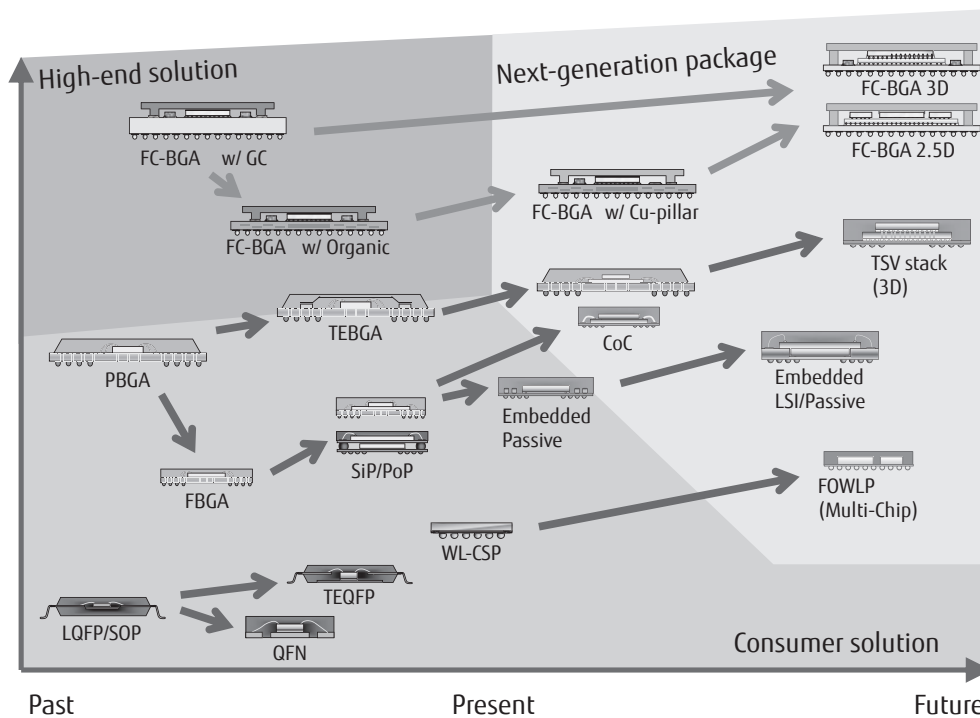 High-end solution
Next-generation package
FC-BGA 3D
FC-BGA w/ GC
FC-BGA 2.5D
FC-BGA w/ Cu-pillar
FC-BGA w/ Organic
TSV stack
(3D)
TEBGA
CoC
PBGA
Embedded
LSI/Passive
Embedded
Passive
SiP/PoP
FBGA
FOWLP
(Multi-Chip)
WL-CSP
TEQFP
LQFP/SOP
QFN
Consumer solution
Past
Present
Future